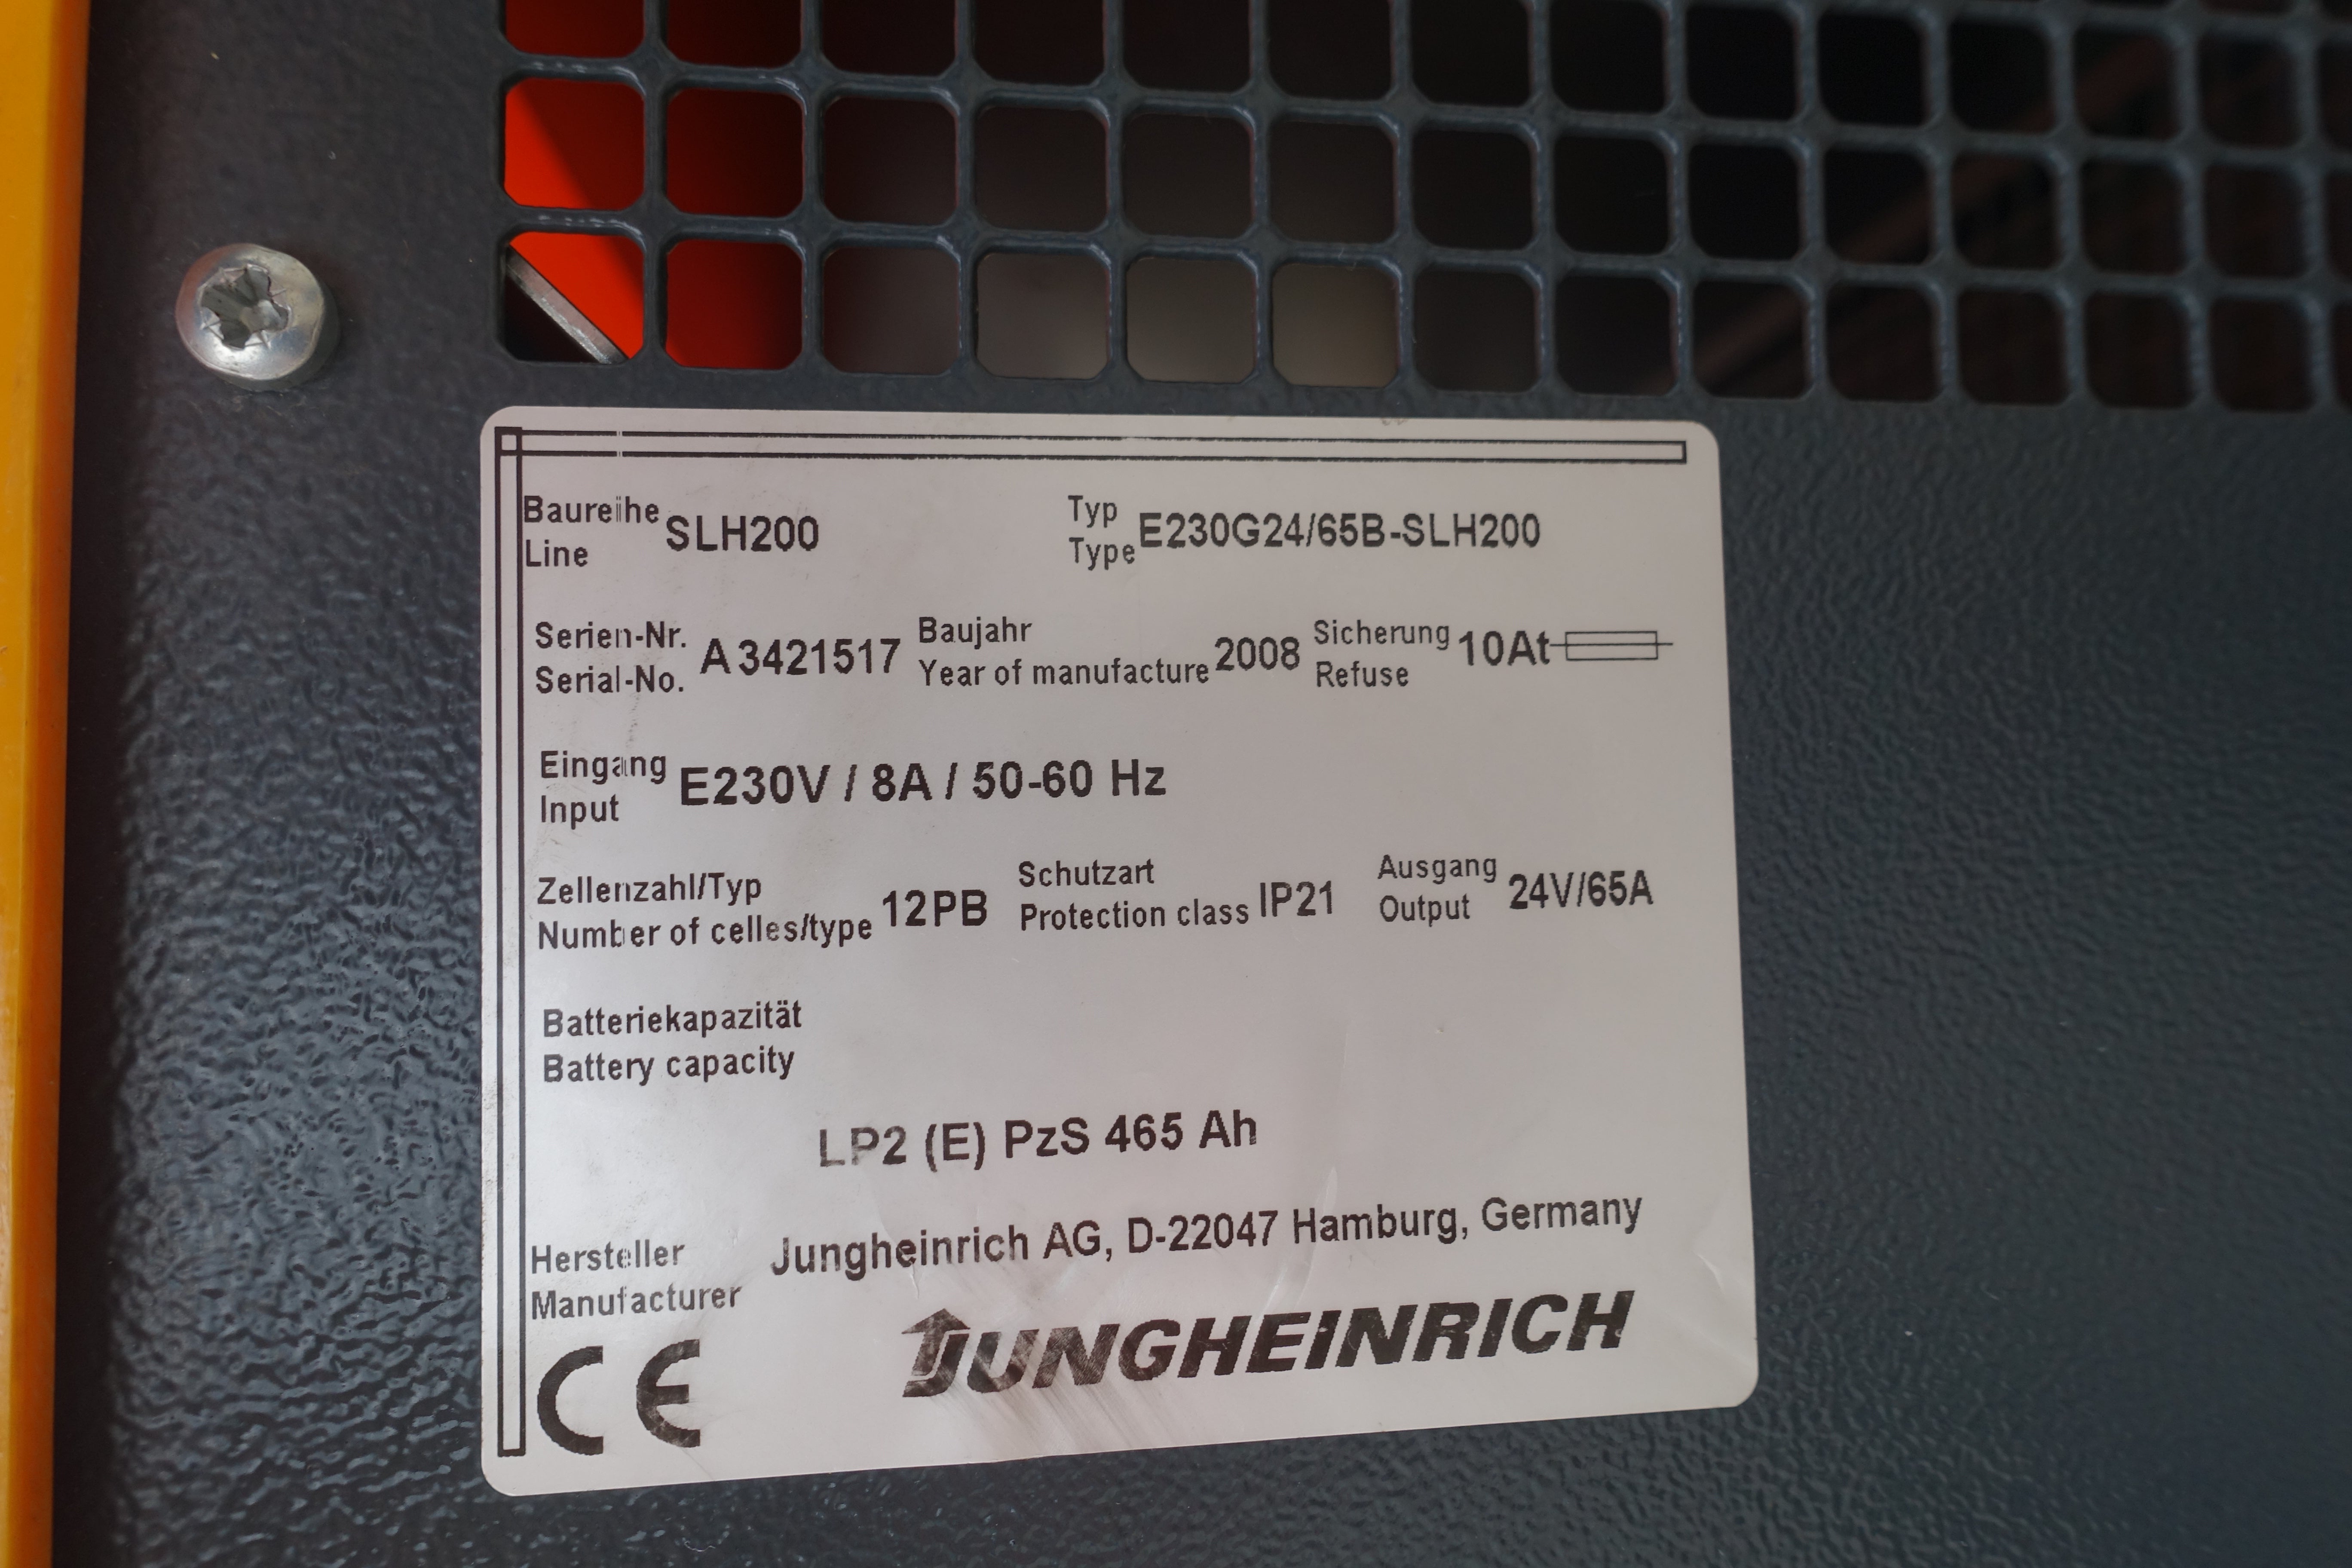 Baureihe SLH200 Typ E230G24/65B-SLH200
Line Type
Serien-Nr. A3421517 Baujahr 2008 Sicherung 10At
Serial-No. Year of manufacture Refuse
Eingang E230V / 8A / 50-60 Hz
Input
Zellenzahl/Typ 12PB Schutzart IP21 Ausgang 24V/65A
Number of celles/type Protection class Output
Batteriekapazität
Battery capacity
LP2 (E) PzS 465 Ah
Hersteller Jungheinrich AG, D-22047 Hamburg, Germany
Manufacturer
CE JUNGHEINRICH